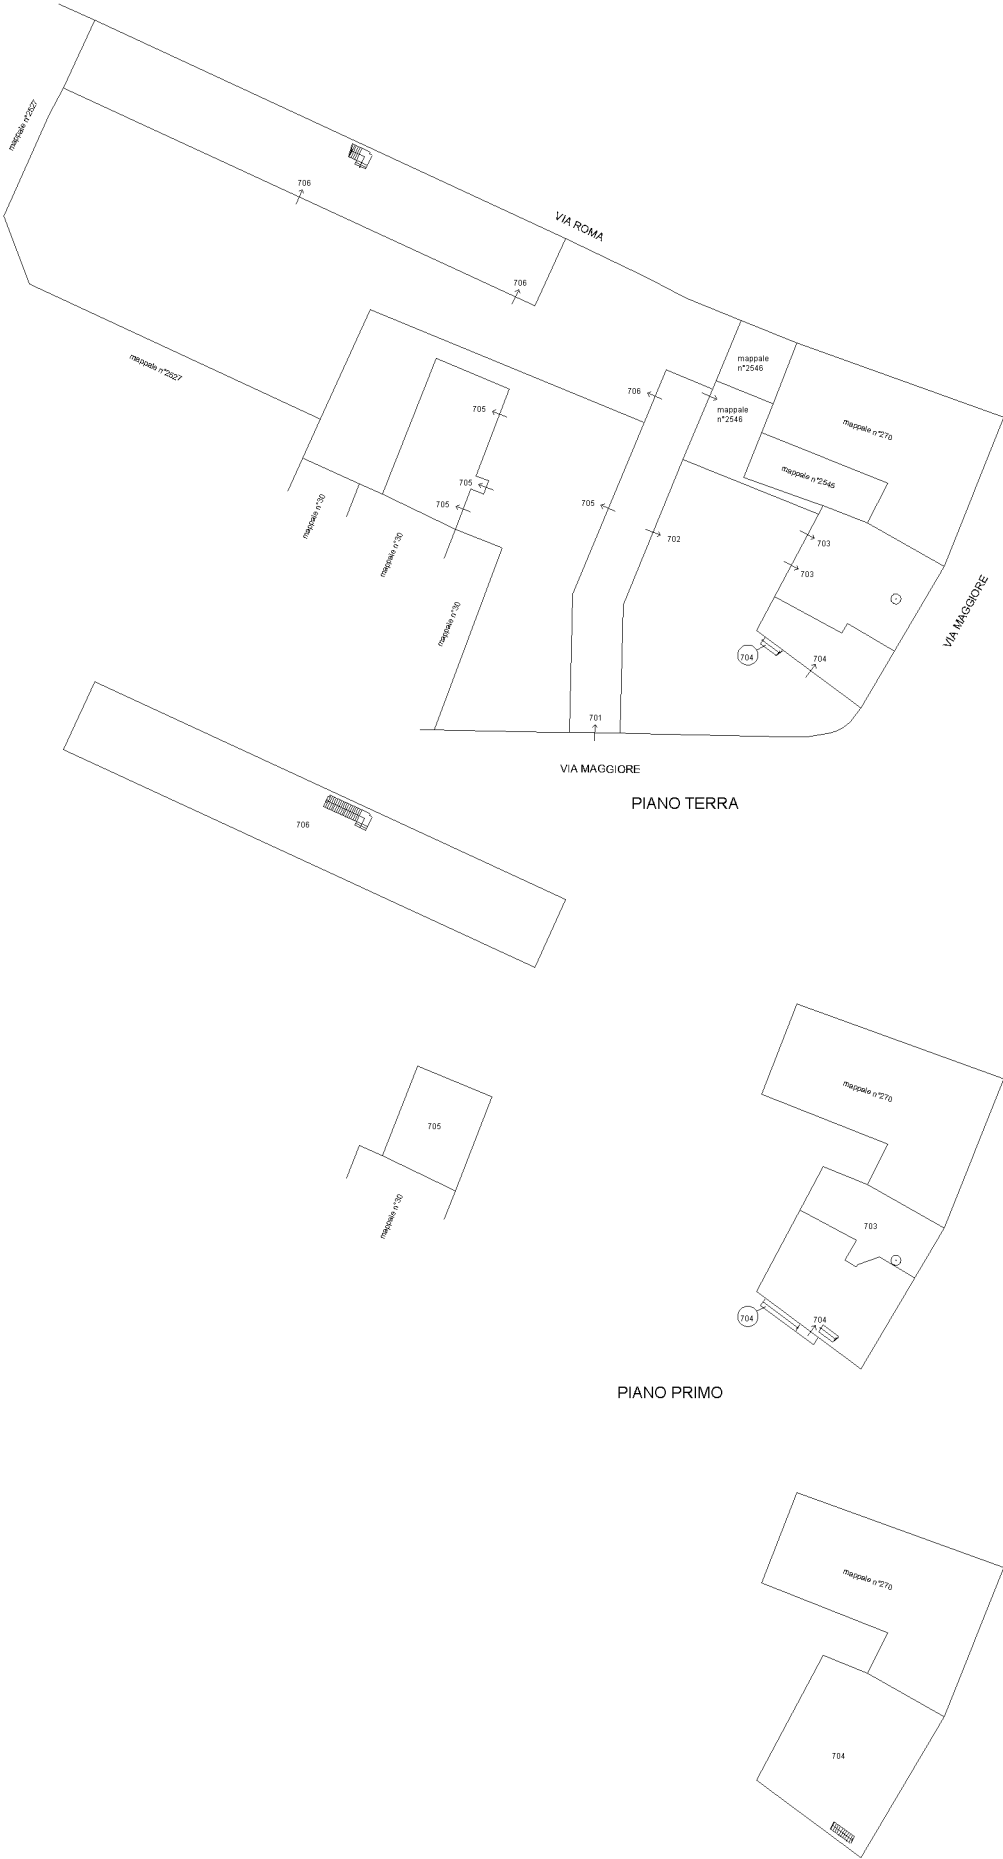 mappale n°2627
706
VIA ROMA
706
mappale
n°2546
mappale n°2627
706
705
mappale
n°2546
mappale n°270
705
mappale n°2545
705
705
mappale n°30
mappale n°30
702
703
703
mappale n°30
VIA MAGGIORE
704
704
701
VIA MAGGIORE
PIANO TERRA
706
mappale n°270
705
mappale n°30
703
704
704
PIANO PRIMO
mappale n°270
704